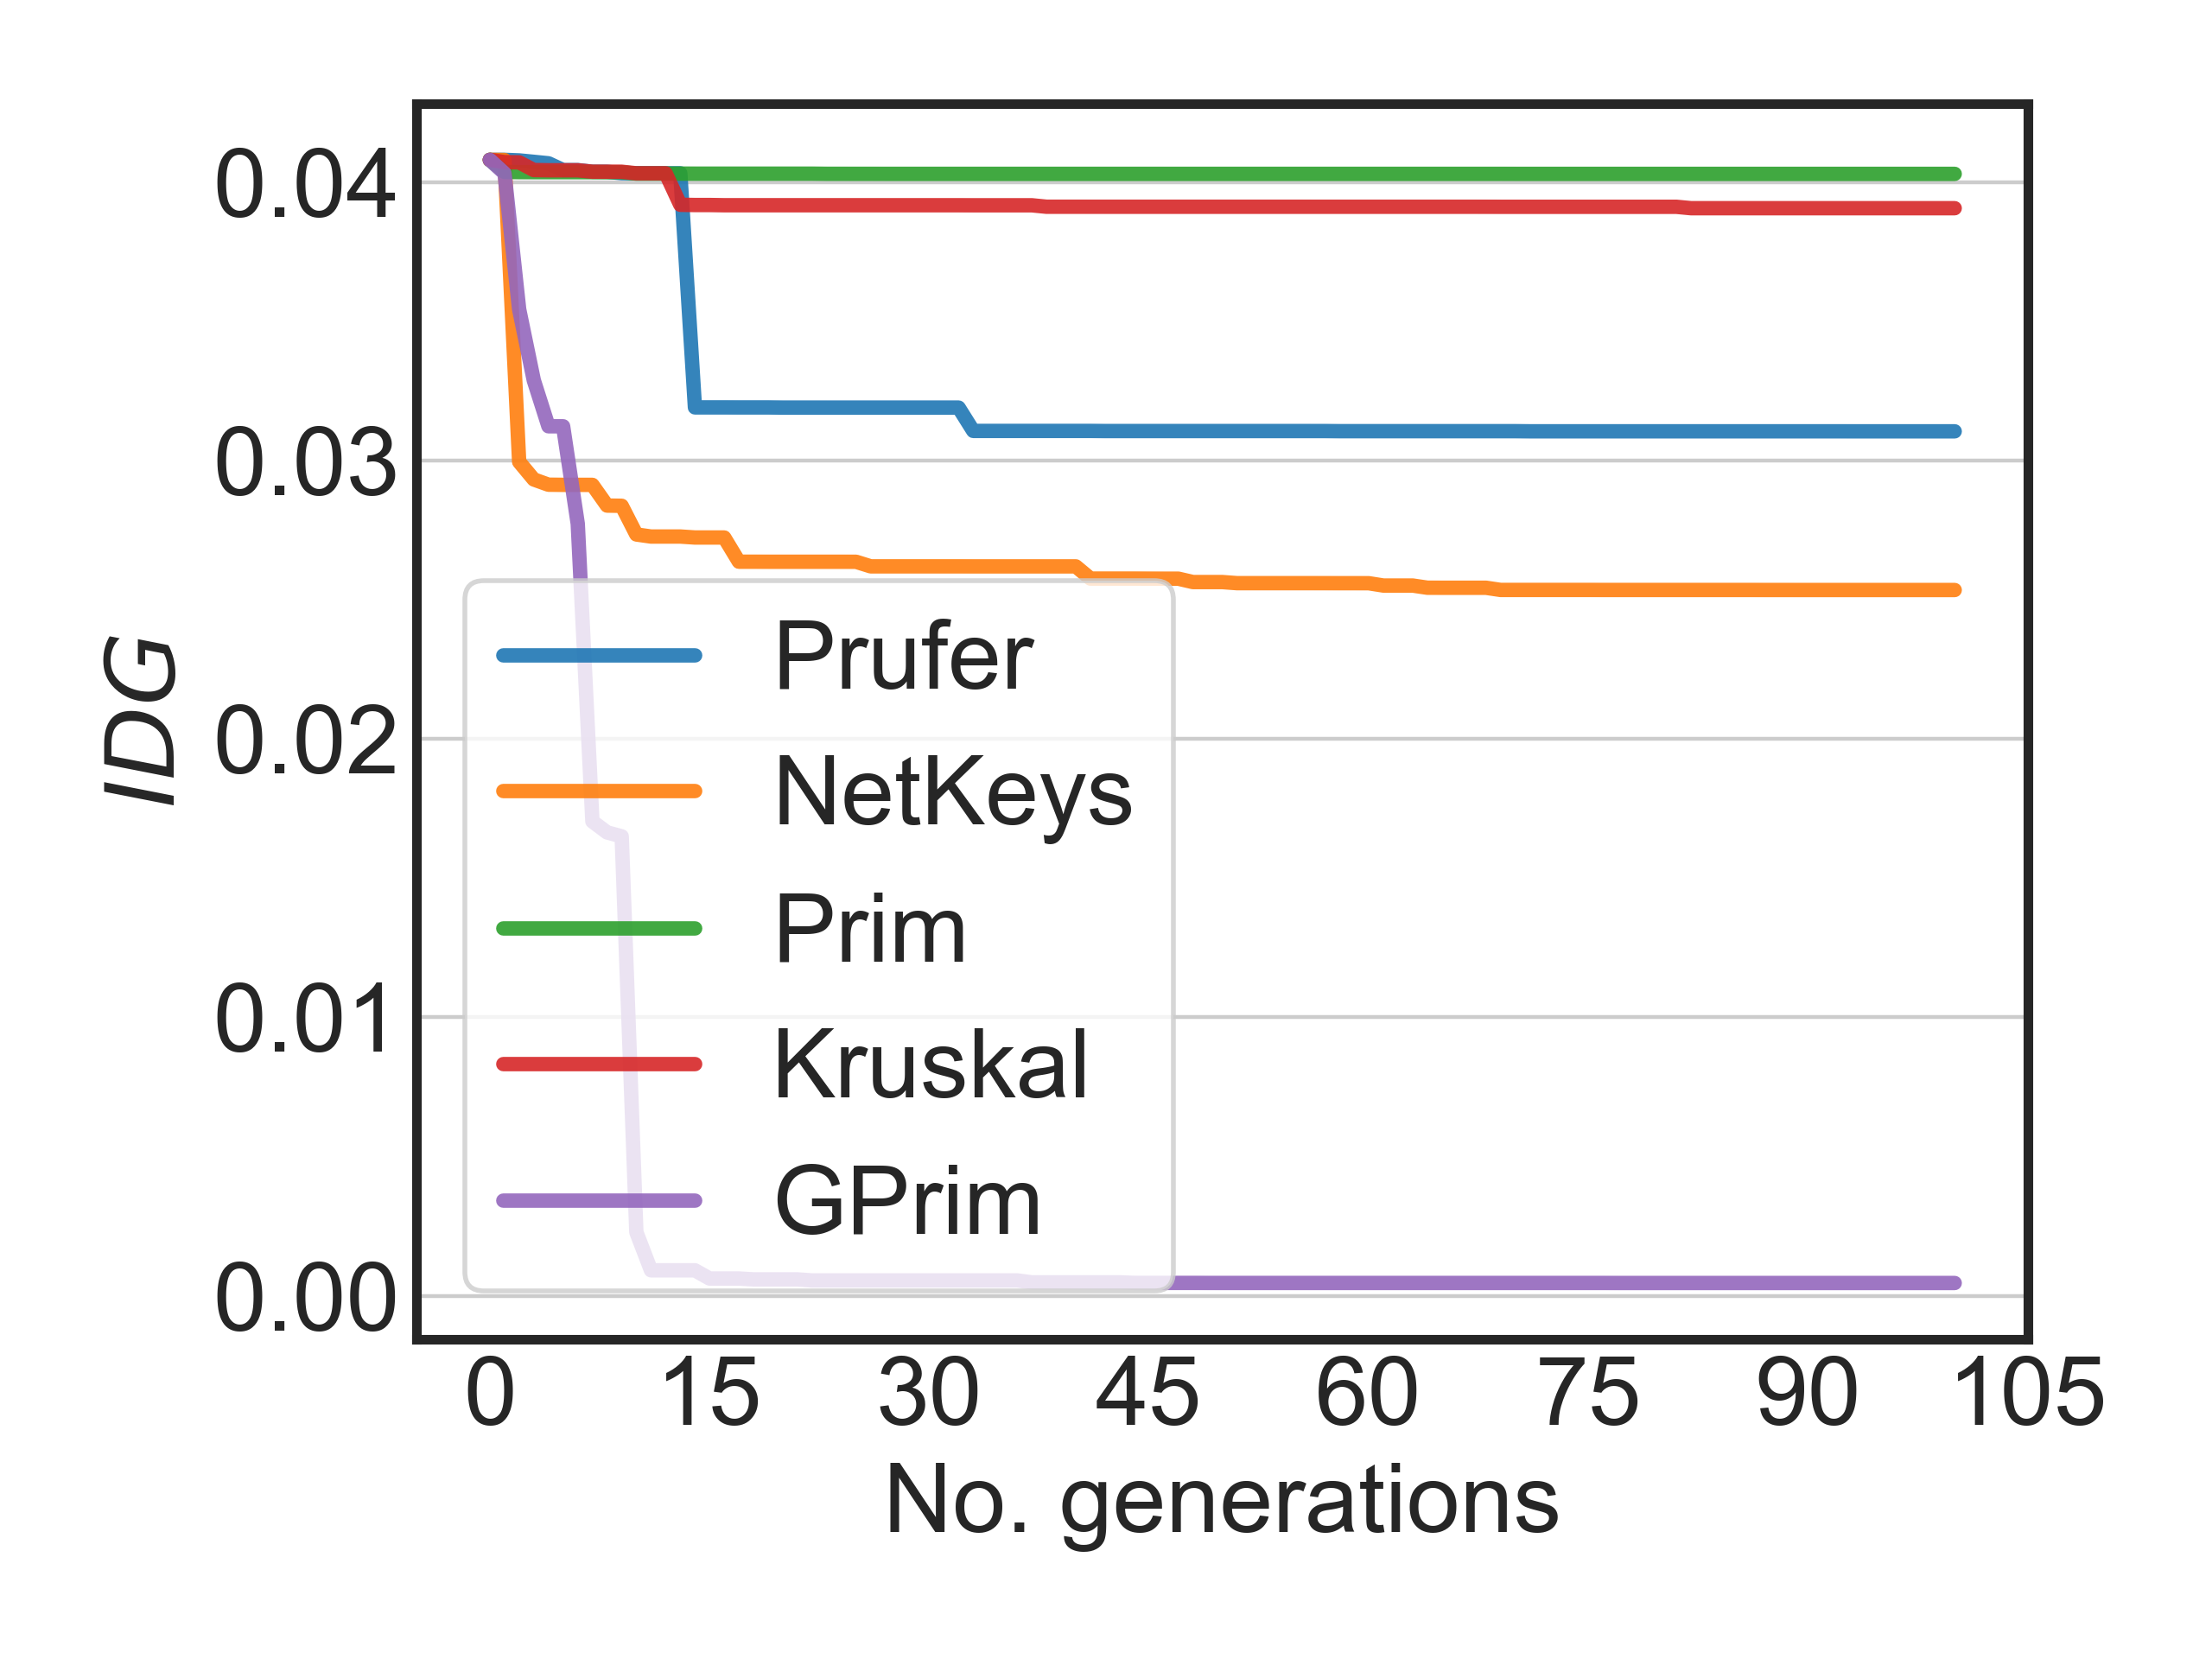 0.04
0.03
0.02
0.01
0.00
IDG
Prufer
NetKeys
Prim
Kruskal
GPrim
0 15 30 45 60 75 90 105
No. generations